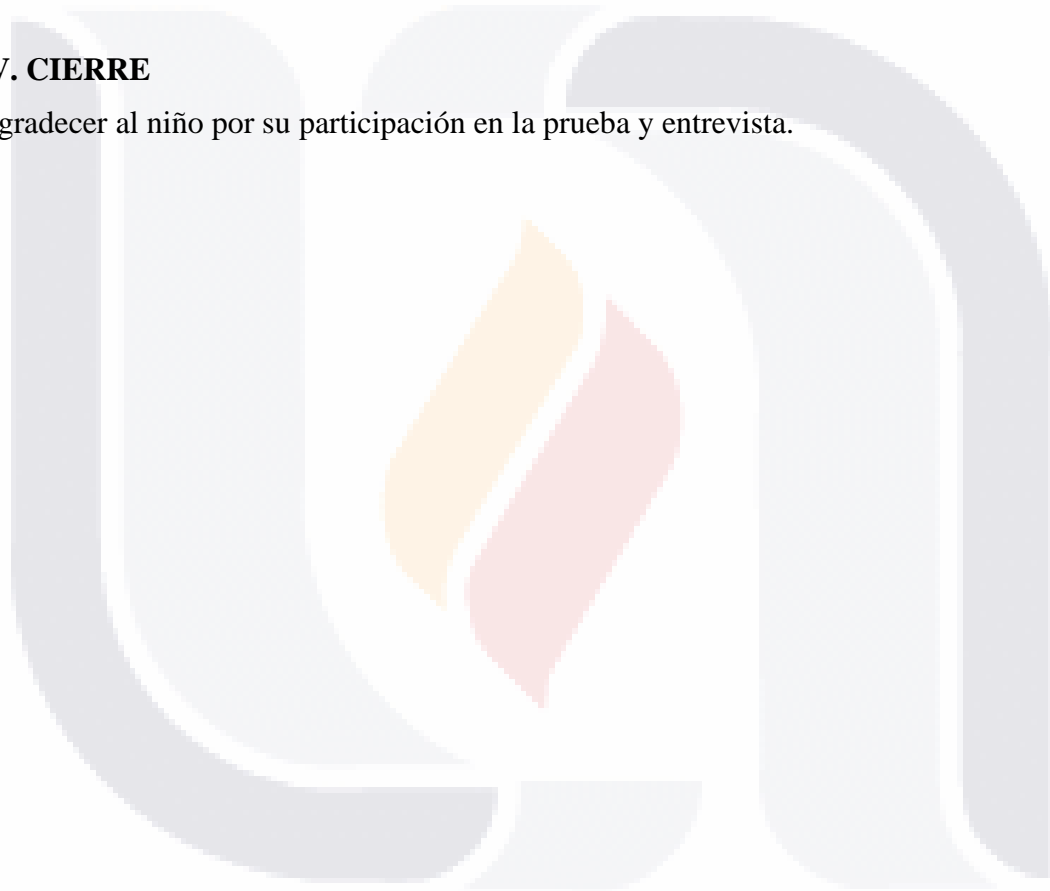 V. CIERRE
gradecer al niño por su participación en la prueba y entrevista.